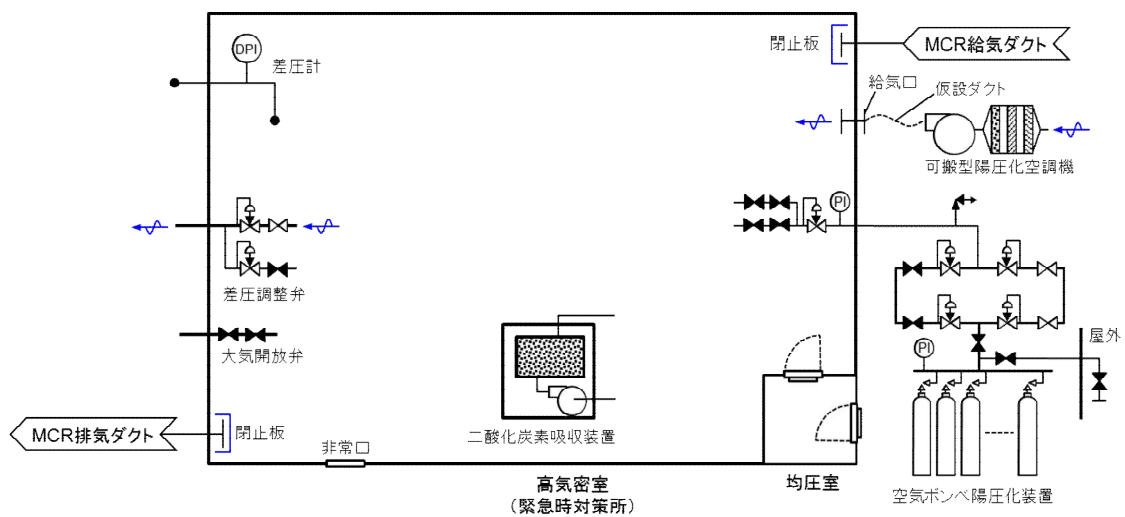 DPI
差圧計
閉止板
MCR給気ダクト
給気口
仮設ダクト
可搬型陽圧化空調機
PI
差圧調整弁
大気開放弁
屋外
PI
MCR排気ダクト
閉止板
非常口
二酸化炭素吸収装置
高気密室
(緊急時対策所)
均圧室
空気ボンベ陽圧化装置